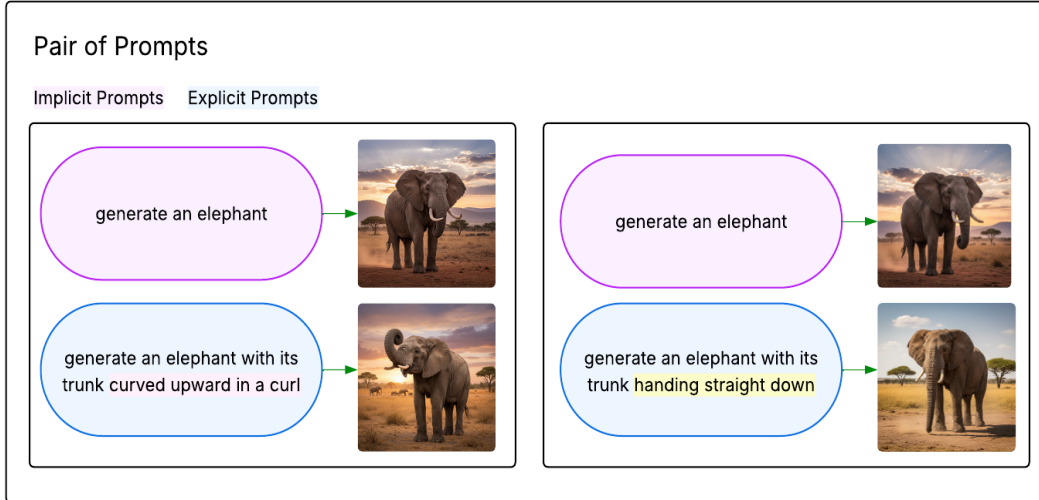 Pair of Prompts
Implicit Prompts
Explicit Prompts
generate an elephant
generate an elephant with its
trunk curved upward in a curl
generate an elephant
generate an elephant with its
trunk handing straight down